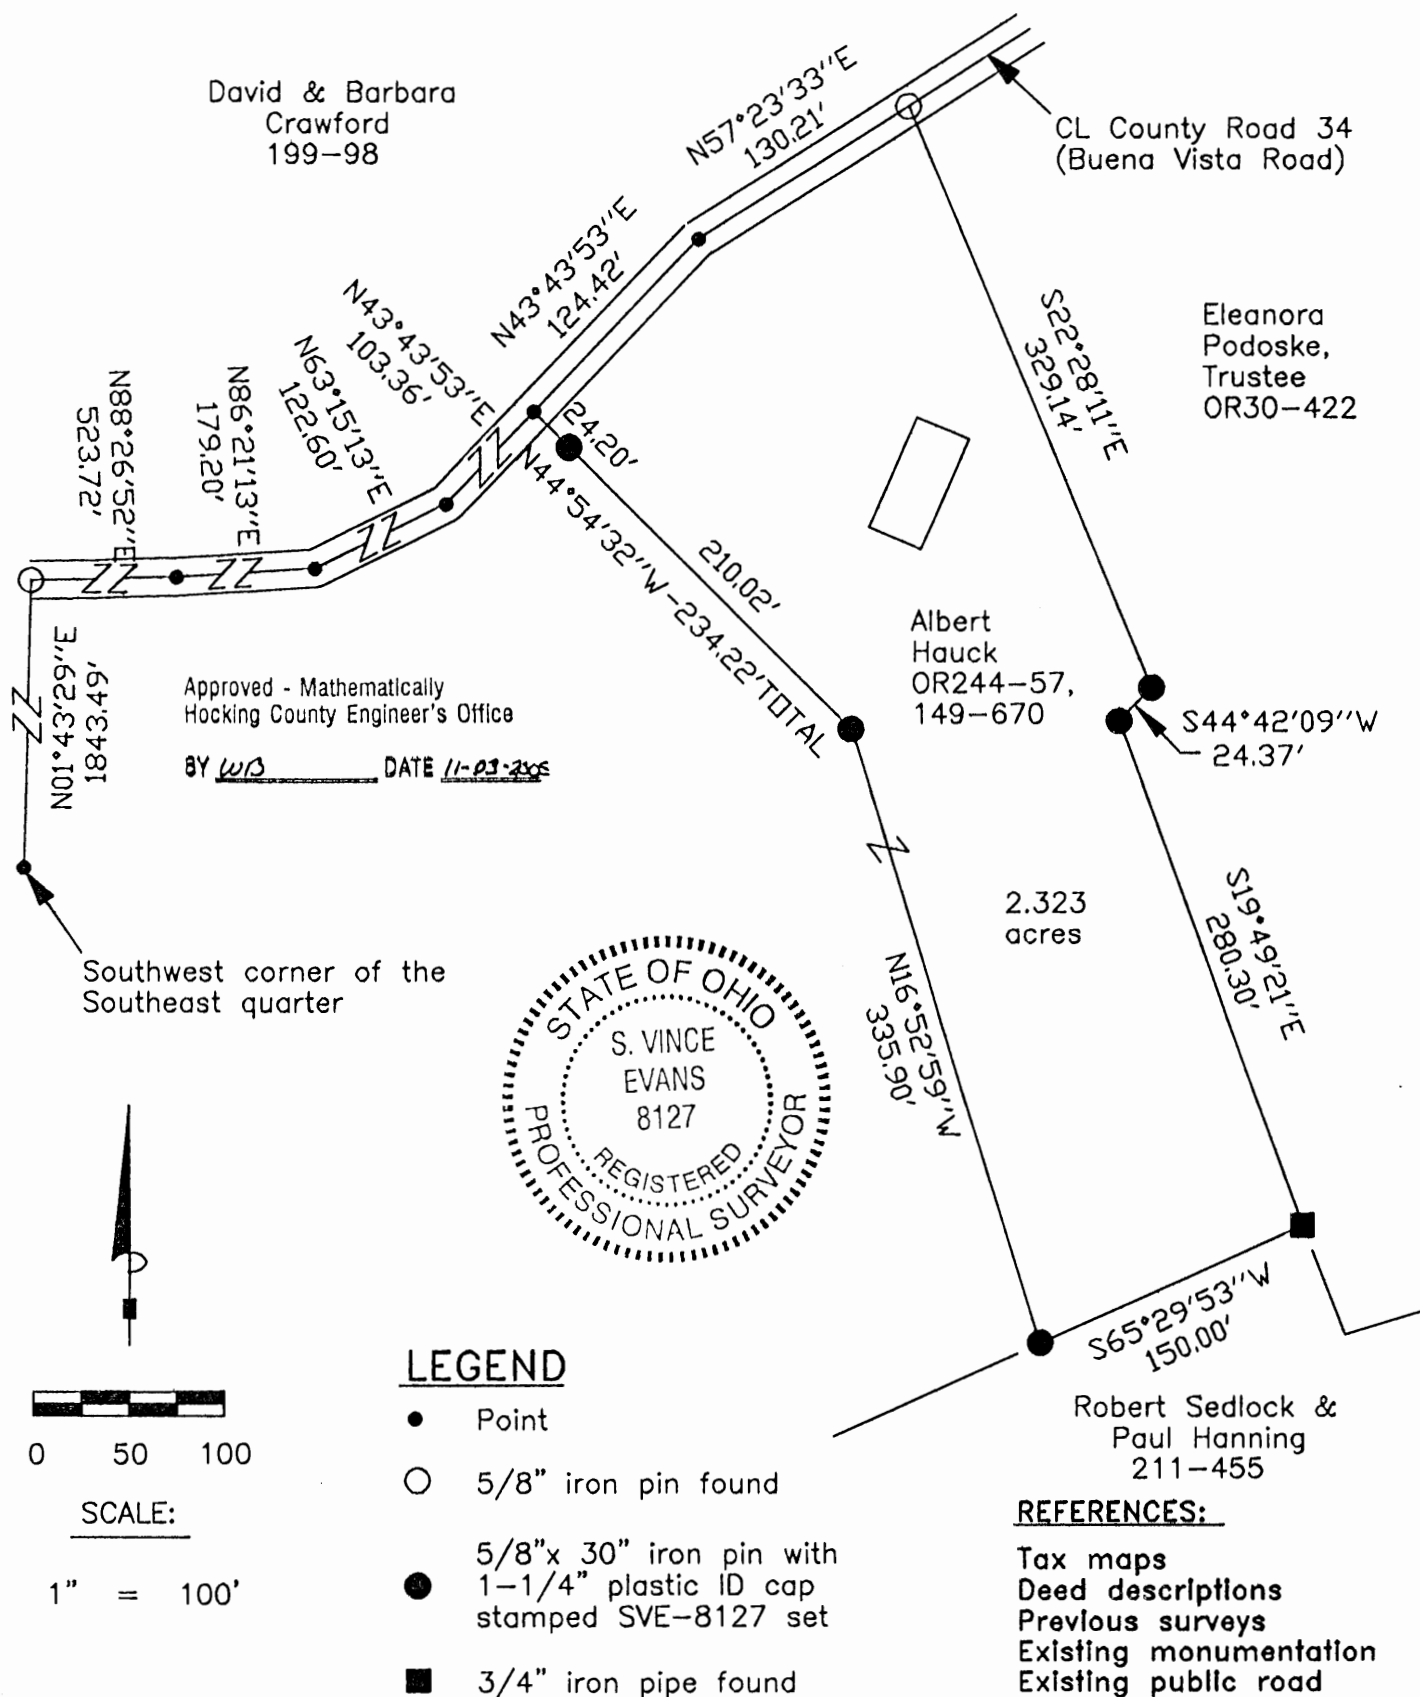 David & Barbara
Crawford
199-98
N57°23'33"E
130.21'
CL County Road 34
(Buena Vista Road)
N43°43'53"E
124.42'
N43°43'53"E
103.36'
N63°15'13"E
122.60'
N86°21'13"E
179.20'
N88°26'52"E
523.72'
24.20'
N44°54'32"W-234.22'TOTAL
210.02'
S22°28'11"E
329.14'
Eleanora
Podoske,
Trustee
OR30-422
Albert
Hauck
OR244-57,
149-670
S44°42'09"W
24.37'
N01°43'29"E
1843.49'
Approved - Mathematically
Hocking County Engineer's Office
BY WB DATE 11-03-2005
Southwest corner of the
Southeast quarter
2.323
acres
S19°49'21"E
280.30'
N16°52'59"W
335.90'
STATE OF OHIO
S. VINCE
EVANS
8127
REGISTERED
PROFESSIONAL SURVEYOR
S65°29'53"W
150.00'
Robert Sedlock &
Paul Hanning
211-455
0 50 100
SCALE:
1" = 100'
LEGEND
Point
5/8" iron pin found
5/8"x 30" iron pin with
1-1/4" plastic ID cap
stamped SVE-8127 set
3/4" iron pipe found
REFERENCES:
Tax maps
Deed descriptions
Previous surveys
Existing monumentation
Existing public road